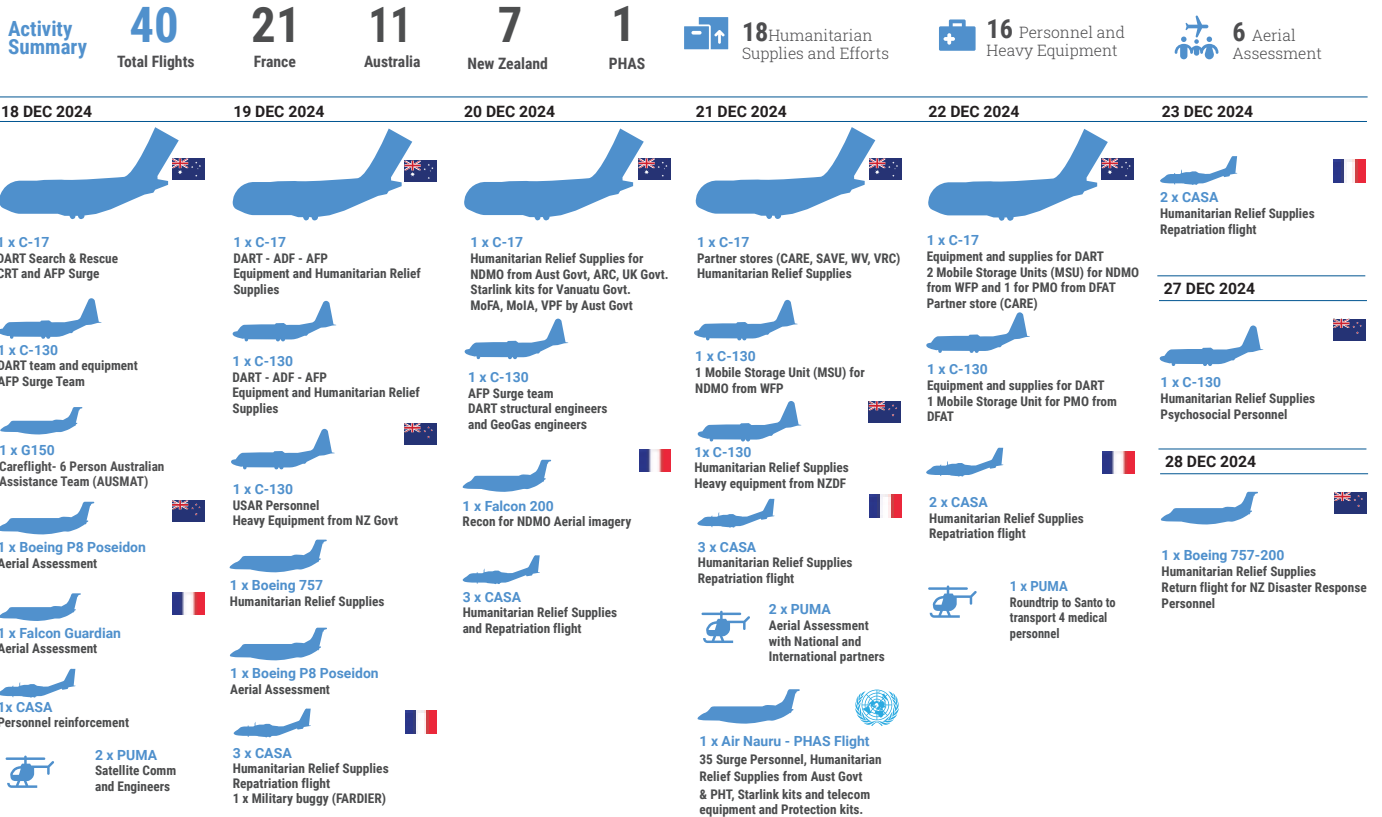 Activity
Summary
40
Total Flights
21
France
11
Australia
7
New Zealand
1
PHAS
18Humanitarian
Supplies and Efforts
16 Personnel and
Heavy Equipment
6 Aerial
Assessment
18 DEC 2024
1 x C-17
DART Search & Rescue
CRT and AFP Surge
1 x C-130
DART team and equipment
AFP Surge Team
1 x G150
Careflight- 6 Person Australian
Assistance Team (AUSMAT)
1 x Boeing P8 Poseidon
Aerial Assessment
1 x Falcon Guardian
Aerial Assessment
1x CASA
Personnel reinforcement
2 x PUMA
Satellite Comm
and Engineers
19 DEC 2024
1 x C-17
DART - ADF - AFP
Equipment and Humanitarian Relief
Supplies
1 x C-130
DART - ADF - AFP
Equipment and Humanitarian Relief
Supplies
1 x C-130
USAR Personnel
Heavy Equipment from NZ Govt
1 x Boeing 757
Humanitarian Relief Supplies
1 x Boeing P8 Poseidon
Aerial Assessment
3 x CASA
Humanitarian Relief Supplies
Repatriation flight
1 x Military buggy (FARDIER)
20 DEC 2024
1 x C-17
Humanitarian Relief Supplies for
NDMO from Aust Govt, ARC, UK Govt.
Starlink kits for Vanuatu Govt.
MoFA, MoIA, VPF by Aust Govt
1 x C-130
AFP Surge team
DART structural engineers
and GeoGas engineers
1 x Falcon 200
Recon for NDMO Aerial imagery
3 x CASA
Humanitarian Relief Supplies
and Repatriation flight
21 DEC 2024
1 x C-17
Partner stores (CARE, SAVE, WV, VRC)
Humanitarian Relief Supplies
1 x C-130
1 Mobile Storage Unit (MSU) for
NDMO from WFP
1x C-130
Humanitarian Relief Supplies
Heavy equipment from NZDF
3 x CASA
Humanitarian Relief Supplies
Repatriation flight
2 x PUMA
Aerial Assessment
with National and
International partners
1 x Air Nauru - PHAS Flight
35 Surge Personnel, Humanitarian
Relief Supplies from Aust Govt
& PHT, Starlink kits and telecom
equipment and Protection kits.
22 DEC 2024
1 x C-17
Equipment and supplies for DART
2 Mobile Storage Units (MSU) for NDMO
from WFP and 1 for PMO from DFAT
Partner store (CARE)
1 x C-130
Equipment and supplies for DART
1 Mobile Storage Unit for PMO from
DFAT
2 x CASA
Humanitarian Relief Supplies
Repatriation flight
1 x PUMA
Roundtrip to Santo to
transport 4 medical
personnel
23 DEC 2024
2 x CASA
Humanitarian Relief Supplies
Repatriation flight
27 DEC 2024
1 x C-130
Humanitarian Relief Supplies
Psychosocial Personnel
28 DEC 2024
1 x Boeing 757-200
Humanitarian Relief Supplies
Return flight for NZ Disaster Response
Personnel